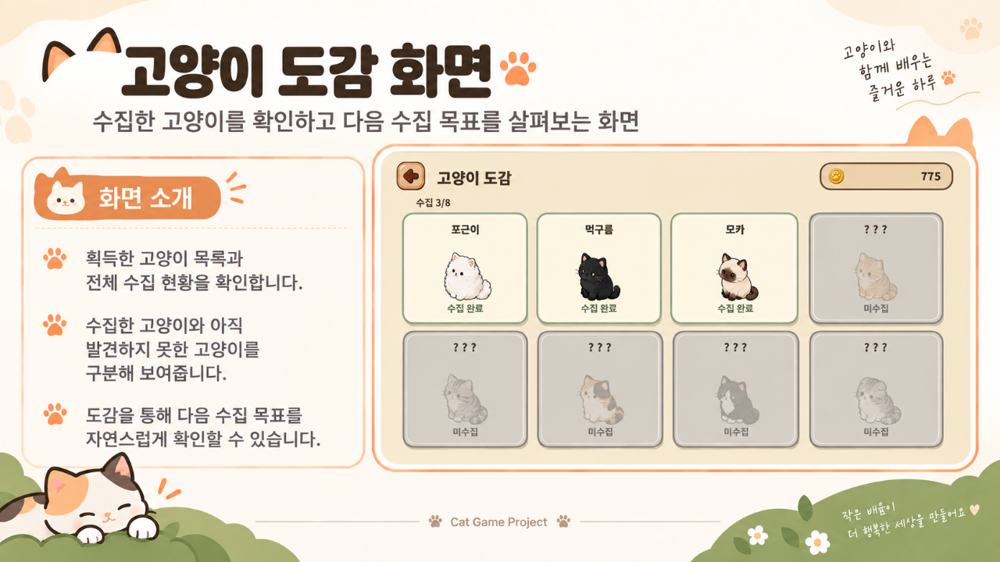 고양이 도감 화면
수집한 고양이를 확인하고 다음 수집 목표를 살펴보는 화면
고양이와
함께 배우는
즐거운 하루
화면 소개
획득한 고양이 목록과
전체 수집 현황을 확인합니다.
수집한 고양이와 아직
발견하지 못한 고양이를
구분해 보여줍니다.
도감을 통해 다음 수집 목표를
자연스럽게 확인할 수 있습니다.
고양이 도감
775
수집 3/8
포근이
수집 완료
먹구름
수집 완료
모카
수집 완료
? ? ?
미수집
? ? ?
미수집
? ? ?
미수집
? ? ?
미수집
? ? ?
미수집
Cat Game Project
작은 배움이
더 행복한 세상을 만들어요